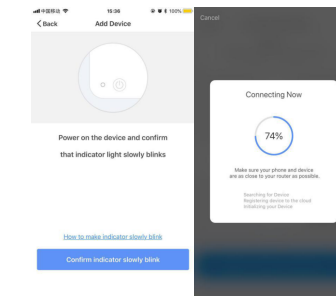 中国移动
15:36
100%
Back
Add Device
Power on the device and confirm
that indicator light slowly blinks
How to make indicator slowly blink
Confirm indicator slowly blink
Cancel
Connecting Now
74%
Make sure your phone and device
are as close to your router as possible.
Searching for Device
Registering device to the cloud
Initializing your Device